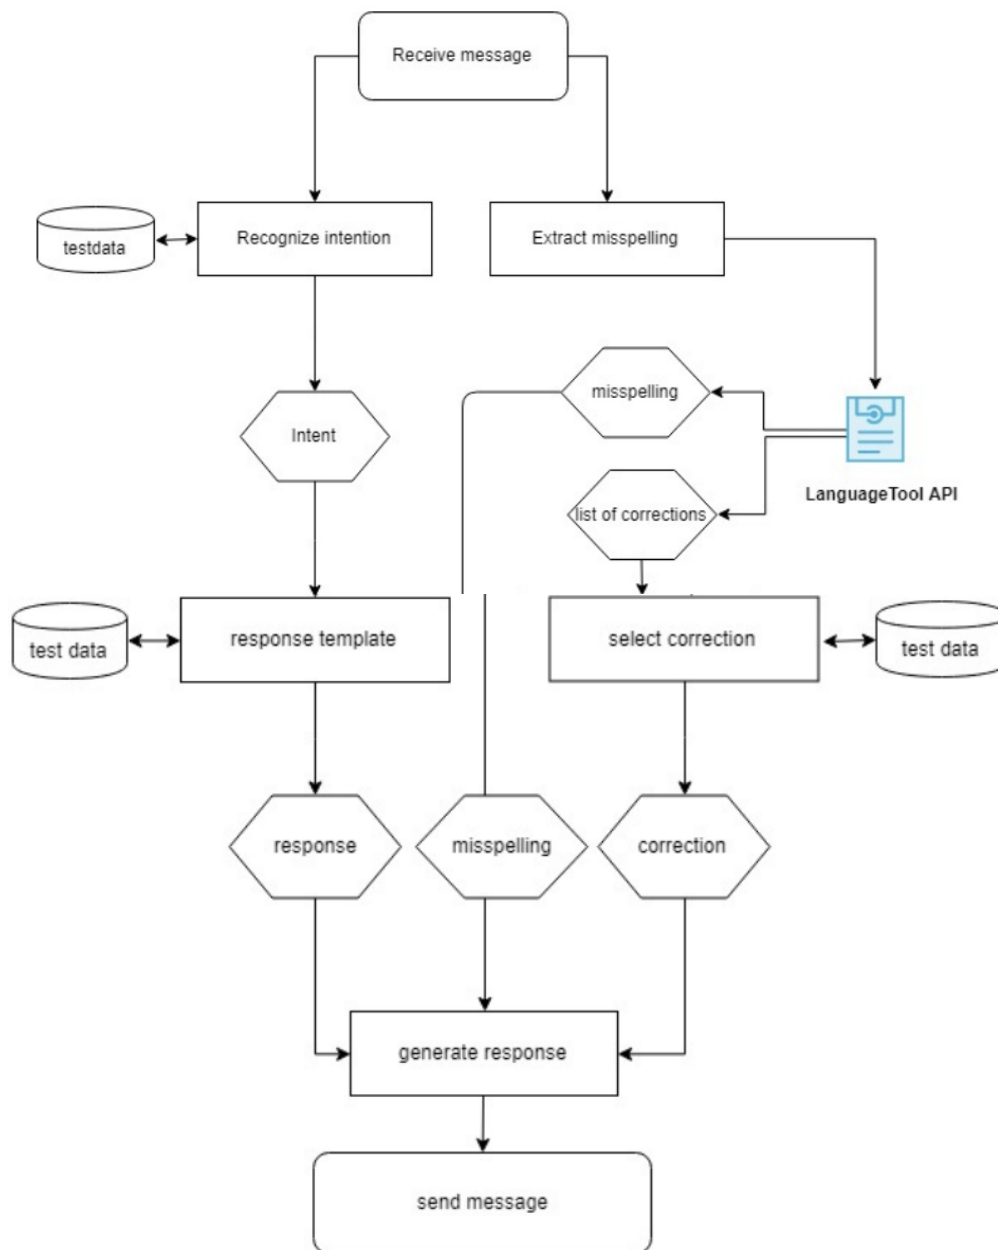 Receive message
testdata
Recognize intention
Extract misspelling
misspelling
Intent
LanguageTool API
list of corrections
test data
response template
select correction
test data
response
misspelling
correction
generate response
send message